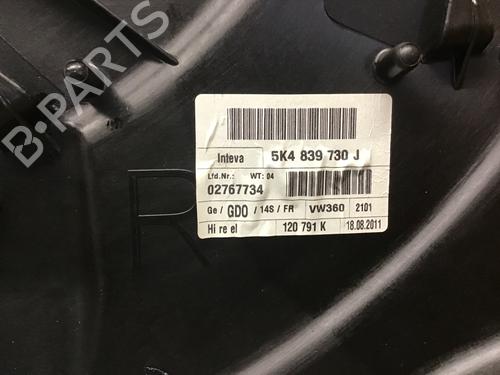 B-PARTS
Inteva 5K4 839 730 J
Lfd.Nr.: WT: 04
02767734
Ge / GDO / 14S / FR VW360 2101
Hi re el 120 791 K 18.08.2011
R